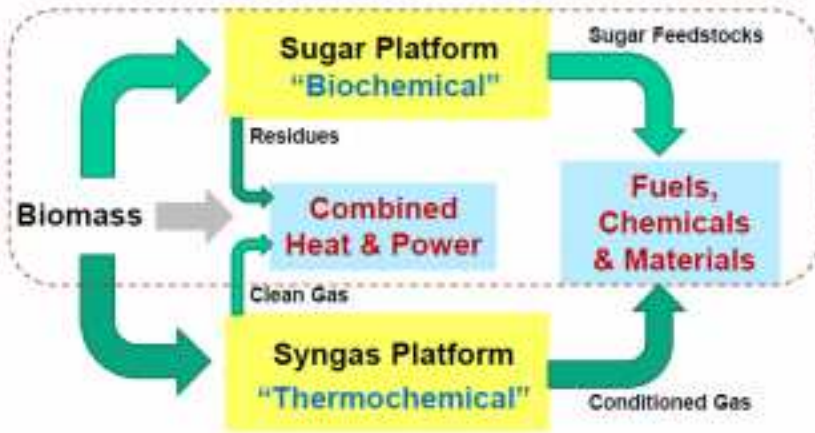 Sugar Platform
"Biochemical"
Sugar Feedstocks
Residues
Biomass
Combined
Heat & Power
Fuels,
Chemicals
& Materials
Clean Gas
Syngas Platform
"Thermochemical"
Conditioned Gas